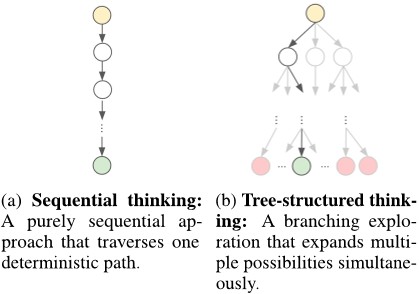 (a) Sequential thinking:
A purely sequential ap-
proach that traverses one
deterministic path.
(b) Tree-structured think-
ing: A branching explo-
ration that expands multi-
ple possibilities simultane-
ously.